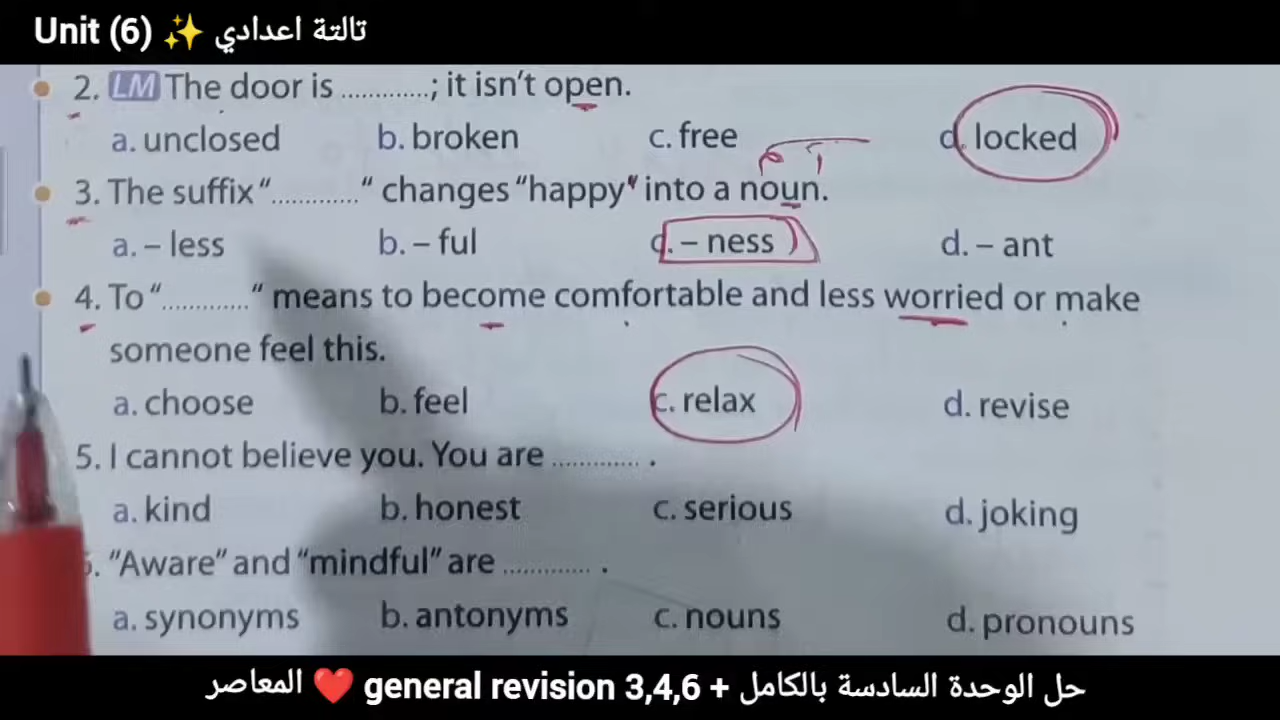 Unit (6) ✨ تالتة اعدادي
2. LM The door is .............; it isn't open.
a. unclosed b. broken c. free d. locked
3. The suffix "............." changes "happy" into a noun.
a. – less b. – ful c. – ness d. – ant
4. To "............." means to become comfortable and less worried or make
someone feel this.
a. choose b. feel c. relax d. revise
5. I cannot believe you. You are ............. .
a. kind b. honest c. serious d. joking
"Aware" and "mindful" are ............. .
a. synonyms b. antonyms c. nouns d. pronouns
حل الوحدة السادسة بالكامل + general revision 3,4,6 ❤️ المعاصر